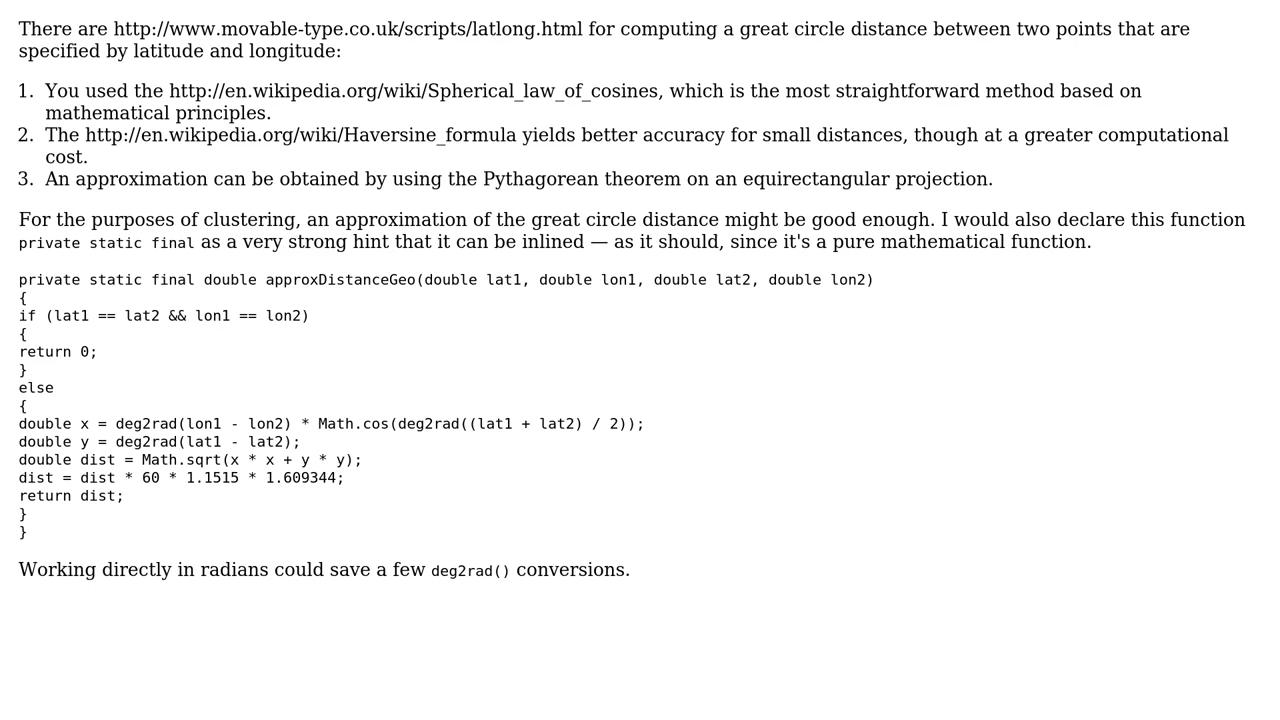 There are http://www.movable-type.co.uk/scripts/latlong.html for computing a great circle distance between two points that are
specified by latitude and longitude:
1. You used the http://en.wikipedia.org/wiki/Spherical_law_of_cosines, which is the most straightforward method based on
mathematical principles.
2. The http://en.wikipedia.org/wiki/Haversine_formula yields better accuracy for small distances, though at a greater computational
cost.
3. An approximation can be obtained by using the Pythagorean theorem on an equirectangular projection.
For the purposes of clustering, an approximation of the great circle distance might be good enough. I would also declare this function
private static final as a very strong hint that it can be inlined — as it should, since it's a pure mathematical function.
private static final double approxDistanceGeo(double lat1, double lon1, double lat2, double lon2)
{
if (lat1 == lat2 && lon1 == lon2)
{
return 0;
}
else
{
double x = deg2rad(lon1 - lon2) * Math.cos(deg2rad((lat1 + lat2) / 2));
double y = deg2rad(lat1 - lat2);
double dist = Math.sqrt(x * x + y * y);
dist = dist * 60 * 1.1515 * 1.609344;
return dist;
}
}
Working directly in radians could save a few deg2rad() conversions.